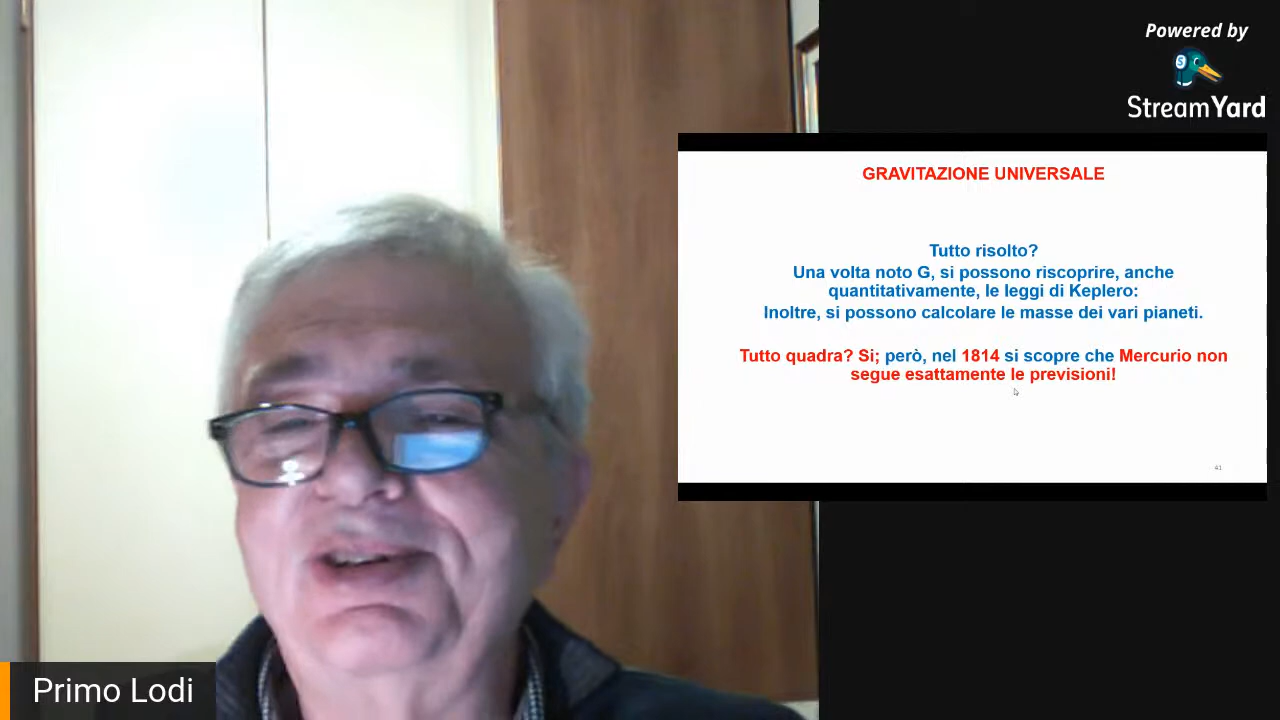 Powered by
StreamYard
GRAVITAZIONE UNIVERSALE
Tutto risolto?
Una volta noto G, si possono riscoprire, anche
quantitativamente, le leggi di Keplero:
Inoltre, si possono calcolare le masse dei vari pianeti.
Tutto quadra? Si; però, nel 1814 si scopre che Mercurio non
segue esattamente le previsioni!
41
Primo Lodi